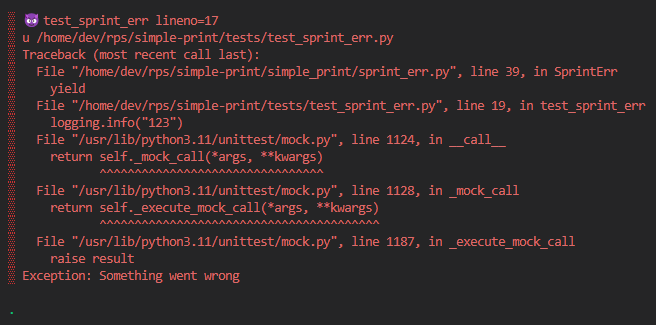 😈 test_sprint_err lineno=17
u /home/dev/rps/simple-print/tests/test_sprint_err.py
Traceback (most recent call last):
  File "/home/dev/rps/simple-print/simple_print/sprint_err.py", line 39, in SprintErr
    yield
  File "/home/dev/rps/simple-print/tests/test_sprint_err.py", line 19, in test_sprint_err
    logging.info("123")
  File "/usr/lib/python3.11/unittest/mock.py", line 1124, in __call__
    return self._mock_call(*args, **kwargs)
           ^^^^^^^^^^^^^^^^^^^^^^^^^^^^^^^^
  File "/usr/lib/python3.11/unittest/mock.py", line 1128, in _mock_call
    return self._execute_mock_call(*args, **kwargs)
           ^^^^^^^^^^^^^^^^^^^^^^^^^^^^^^^^^^^^^^^^
  File "/usr/lib/python3.11/unittest/mock.py", line 1187, in _execute_mock_call
    raise result
Exception: Something went wrong
.